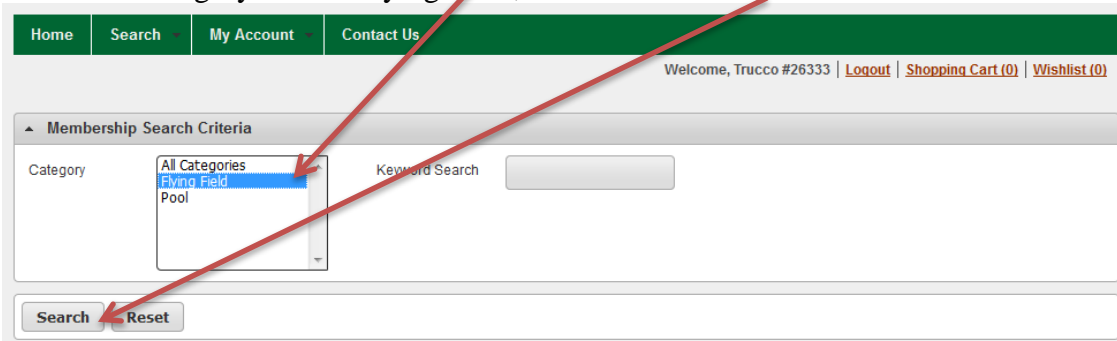 Home Search My Account Contact Us
Welcome, Trucco #26333 | Logout | Shopping Cart (0) | Wishlist (0)
Membership Search Criteria
Category All Categories Keyword Search
Flying Field
Pool
Search Reset